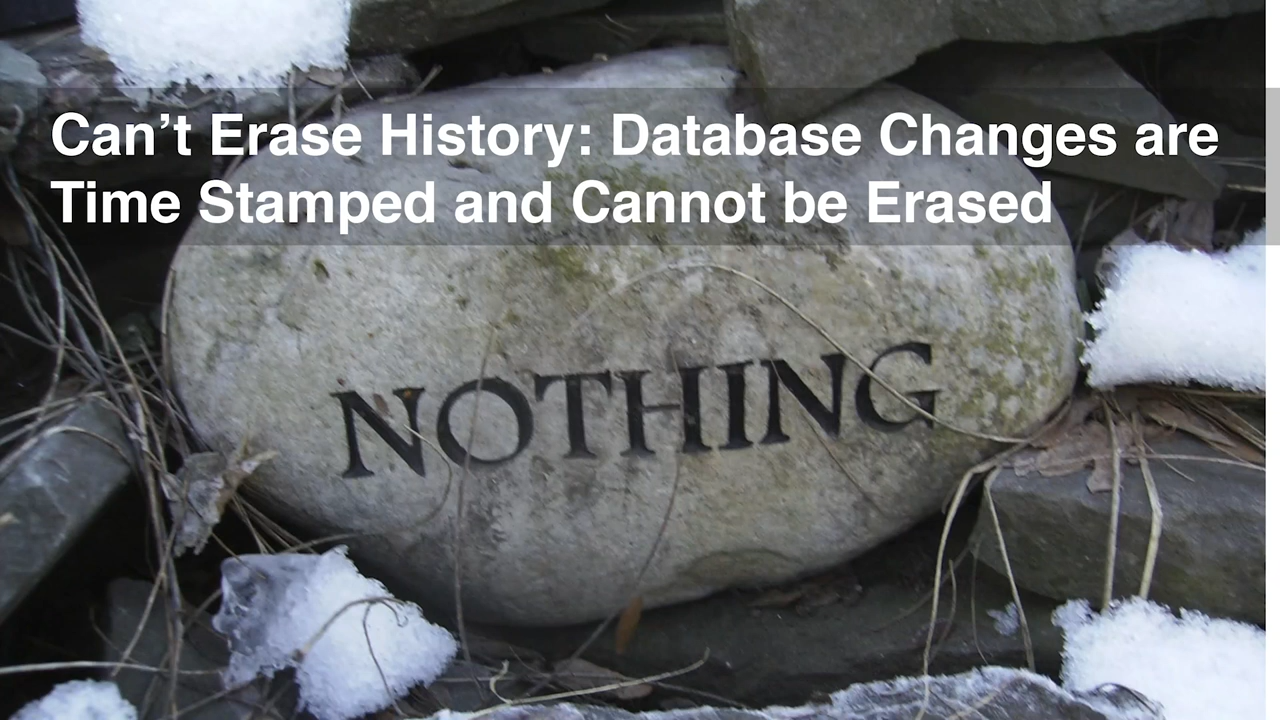 Can’t Erase History: Database Changes are
Time Stamped and Cannot be Erased
NOTHING